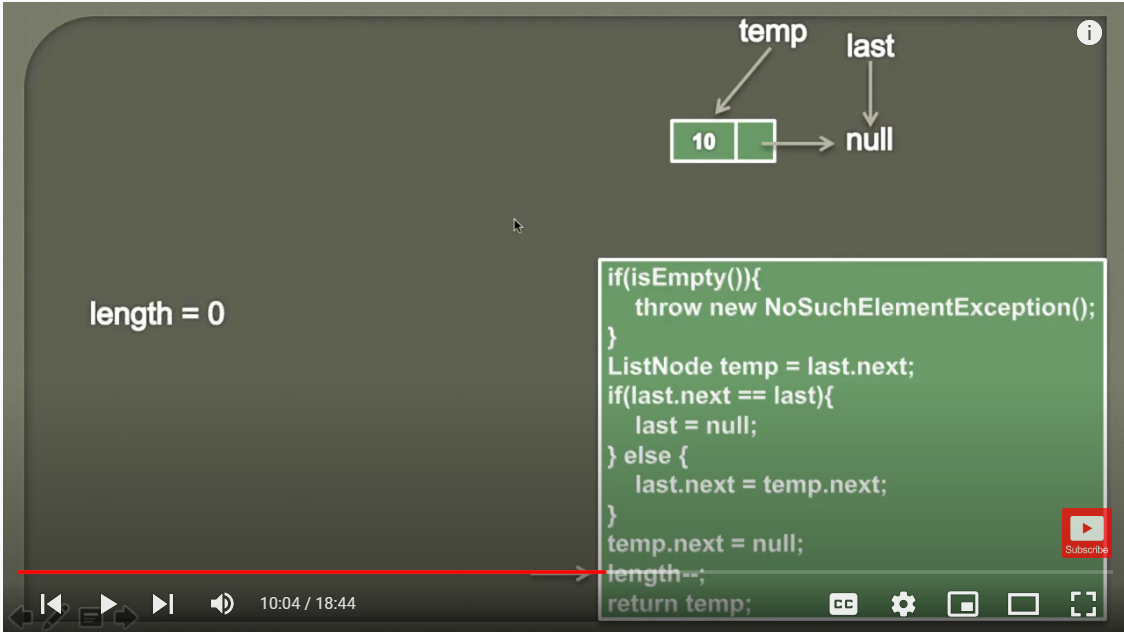 temp
last
10
null
length = 0
if(isEmpty()){
throw new NoSuchElementException();
}
ListNode temp = last.next;
if(last.next == last){
last = null;
} else {
last.next = temp.next;
}
temp.next = null;
length--;
return temp;
Subscribe
10:04 / 18:44
CC